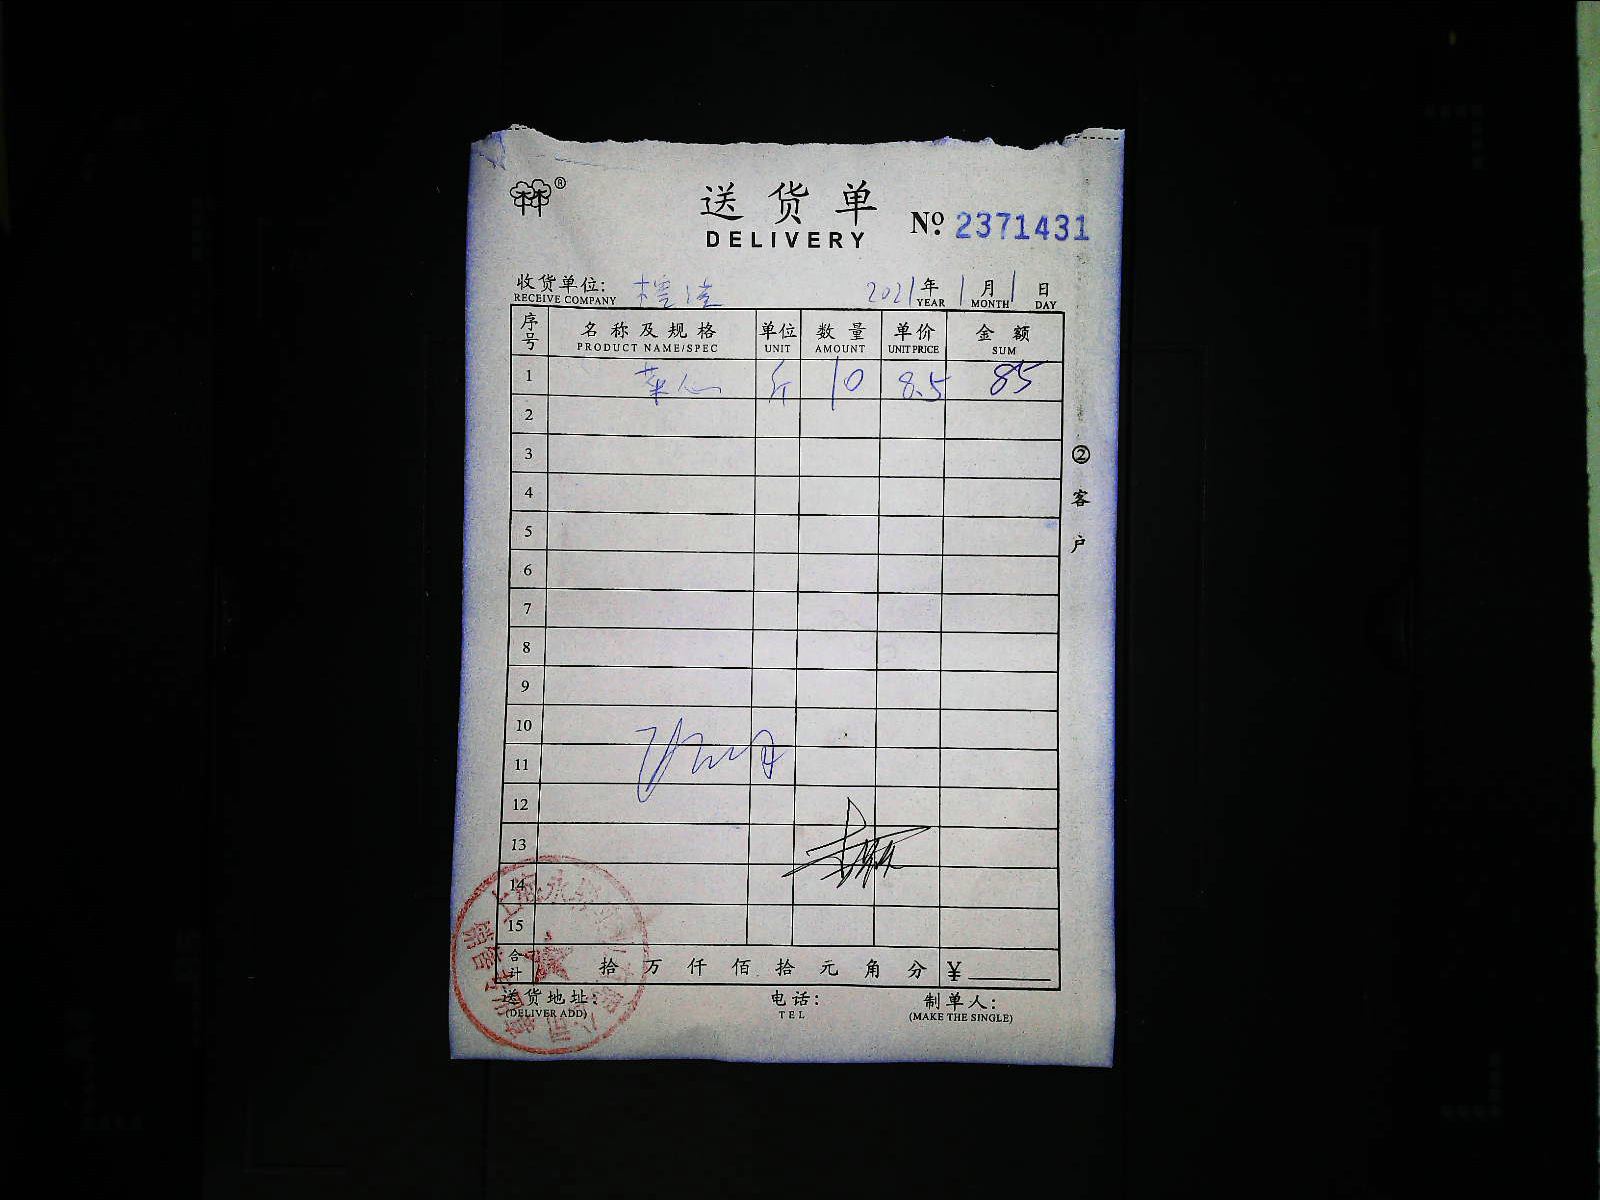 ®
送货单
DELIVERY
No. 2371431
收货单位:
RECEIVE COMPANY
2021 年 1 月 1 日
YEAR MONTH DAY
序号 名称及规格 单位 数量 单价 金额
PRODUCT NAME/SPEC UNIT AMOUNT UNIT PRICE SUM
1 菜心 斤 10 8.5 85
2
3
4
5
6
7
8
9
10
11
12
13
14
15
合计 拾 万 仟 佰 拾 元 角 分 ¥
送货地址: 电话: 制单人:
(DELIVER ADD) TEL (MAKE THE SINGLE)
② 客户